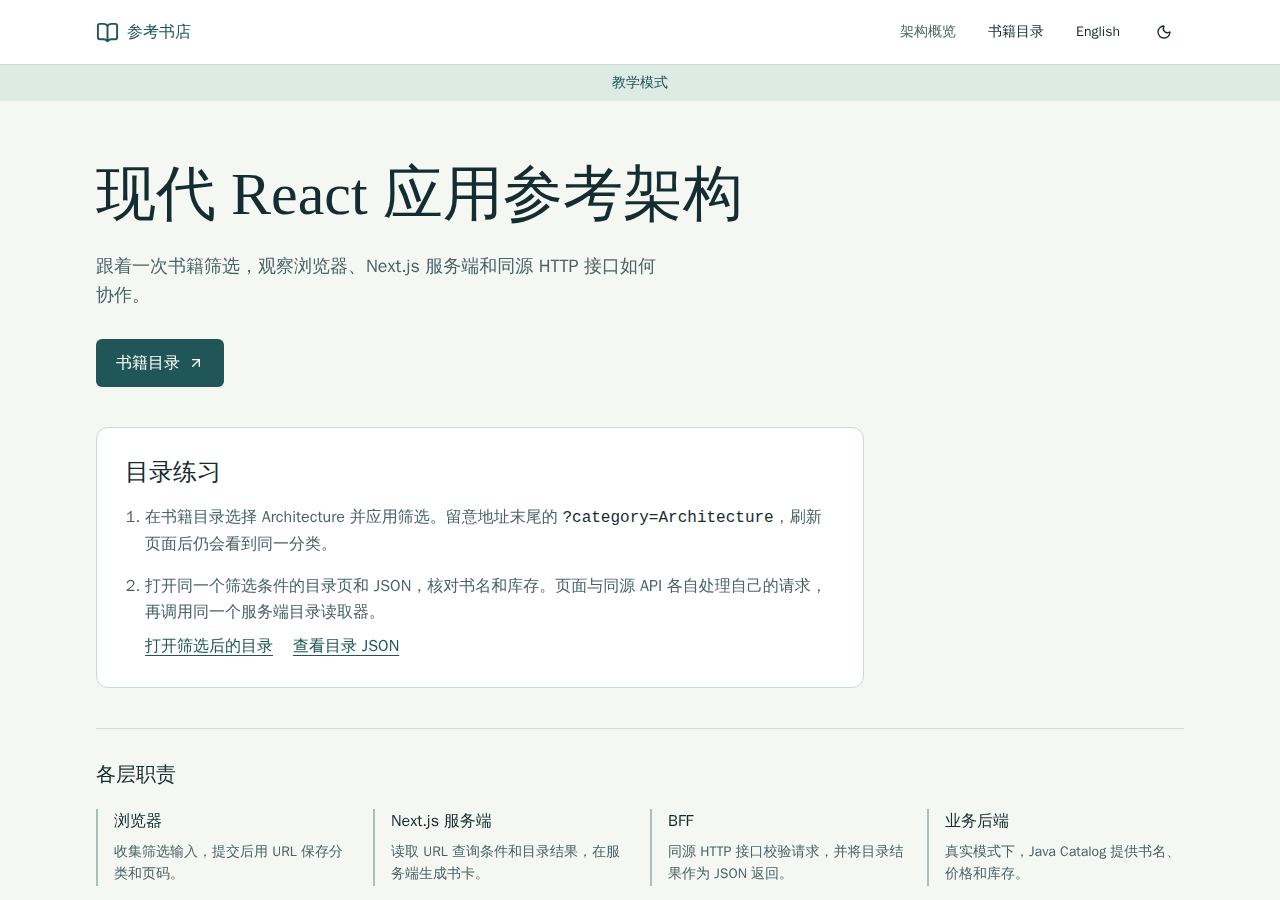 参考书店
架构概览
书籍目录
English
教学模式
现代 React 应用参考架构
跟着一次书籍筛选，观察浏览器、Next.js 服务端和同源 HTTP 接口如何
协作。
书籍目录
目录练习
1. 在书籍目录选择 Architecture 并应用筛选。留意地址末尾的 ?category=Architecture，刷新
页面后仍会看到同一分类。
2. 打开同一个筛选条件的目录页和 JSON，核对书名和库存。页面与同源 API 各自处理自己的请求，
再调用同一个服务端目录读取器。
打开筛选后的目录 查看目录 JSON
各层职责
浏览器
收集筛选输入，提交后用 URL 保存分
类和页码。
Next.js 服务端
读取 URL 查询条件和目录结果，在服
务端生成书卡。
BFF
同源 HTTP 接口校验请求，并将目录结
果作为 JSON 返回。
业务后端
真实模式下，Java Catalog 提供书名、
价格和库存。